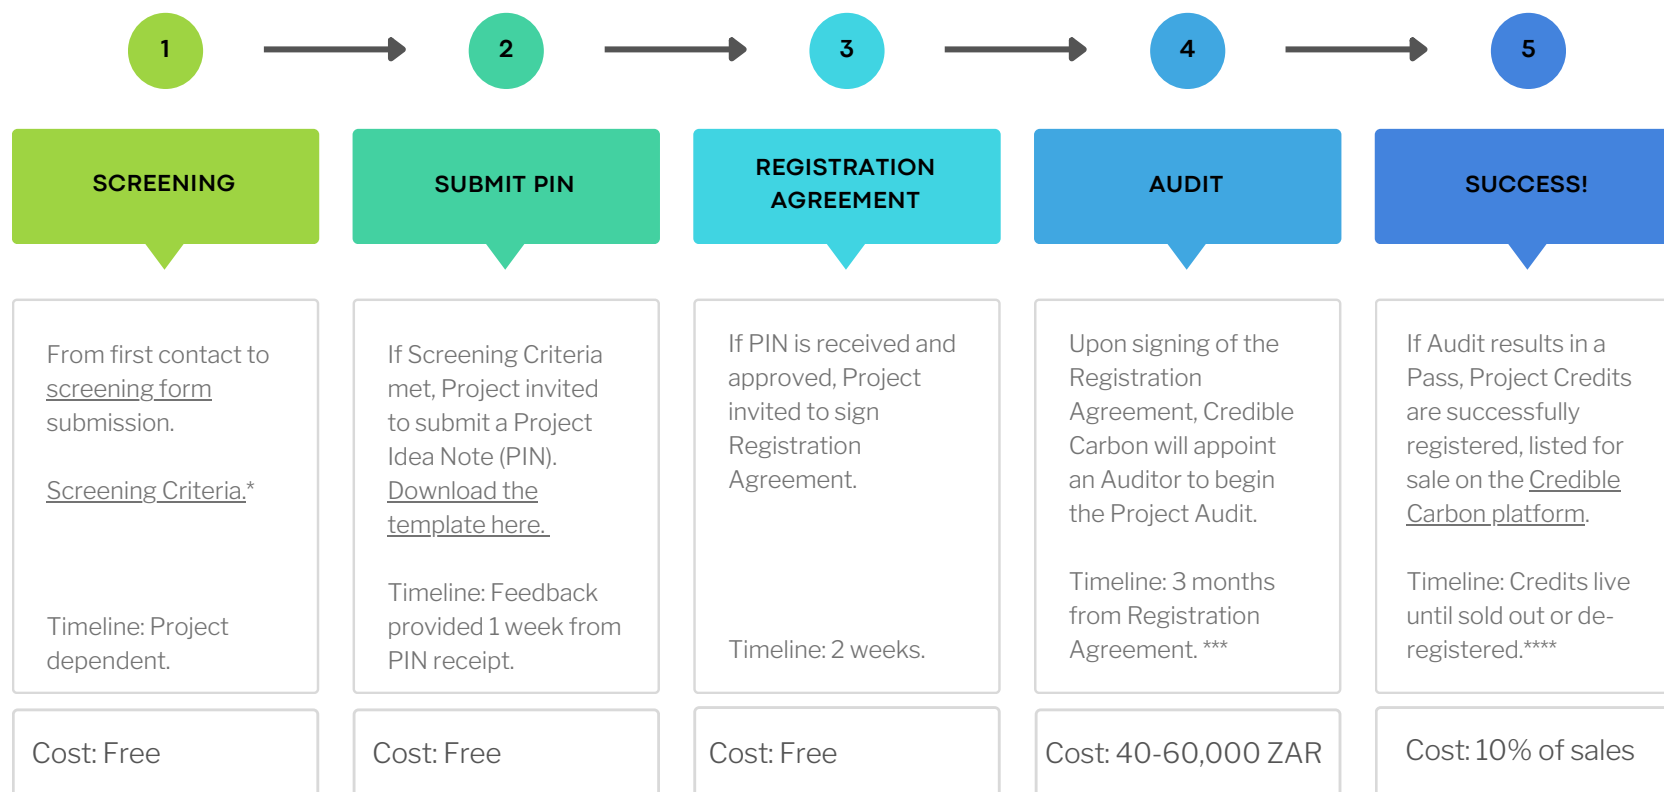 1
2
3
4
5
SCREENING
From first contact to
screening form
submission.
Screening Criteria.*
Timeline: Project
dependent.
Cost: Free
SUBMIT PIN
If Screening Criteria
met, Project invited
to submit a Project
Idea Note (PIN).
Download the
template here.
Timeline: Feedback
provided 1 week from
PIN receipt.
Cost: Free
REGISTRATION
AGREEMENT
If PIN is received and
approved, Project
invited to sign
Registration
Agreement.
Timeline: 2 weeks.
Cost: Free
AUDIT
Upon signing of the
Registration
Agreement, Credible
Carbon will appoint
an Auditor to begin
the Project Audit.
Timeline: 3 months
from Registration
Agreement. ***
Cost: 40-60,000 ZAR
SUCCESS!
If Audit results in a
Pass, Project Credits
are successfully
registered, listed for
sale on the Credible
Carbon platform.
Timeline: Credits live
until sold out or de-
registered.****
Cost: 10% of sales